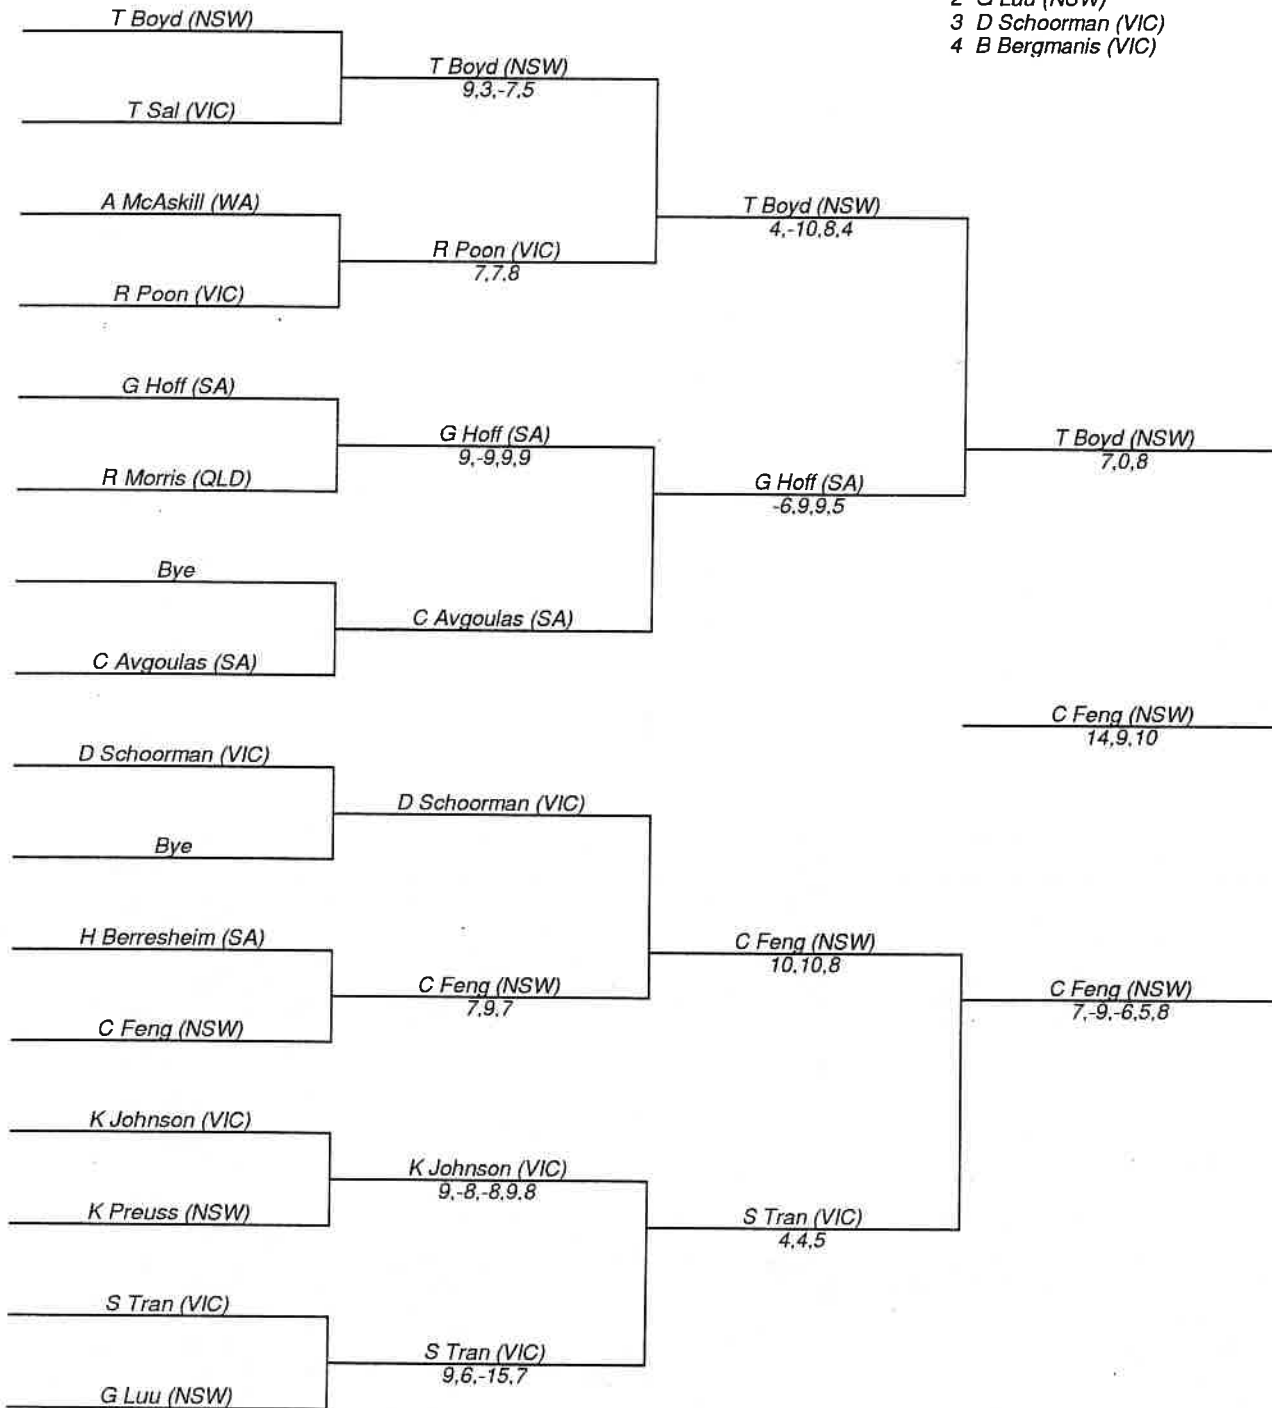 2 G Luu (NSW)
3 D Schoorman (VIC)
4 B Bergmanis (VIC)
T Boyd (NSW)
T Boyd (NSW)
9,3,-7,5
T Sal (VIC)
A McAskill (WA)
T Boyd (NSW)
4,-10,8,4
R Poon (VIC)
7,7,8
R Poon (VIC)
G Hoff (SA)
G Hoff (SA)
9,-9,9,9
T Boyd (NSW)
7,0,8
R Morris (QLD)
G Hoff (SA)
-6,9,9,5
Bye
C Avgoulas (SA)
C Avgoulas (SA)
C Feng (NSW)
14,9,10
D Schoorman (VIC)
D Schoorman (VIC)
Bye
H Berresheim (SA)
C Feng (NSW)
10,10,8
C Feng (NSW)
7,9,7
C Feng (NSW)
7,-9,-6,5,8
C Feng (NSW)
K Johnson (VIC)
K Johnson (VIC)
9,-8,-8,9,8
K Preuss (NSW)
S Tran (VIC)
4,4,5
S Tran (VIC)
S Tran (VIC)
9,6,-15,7
G Luu (NSW)